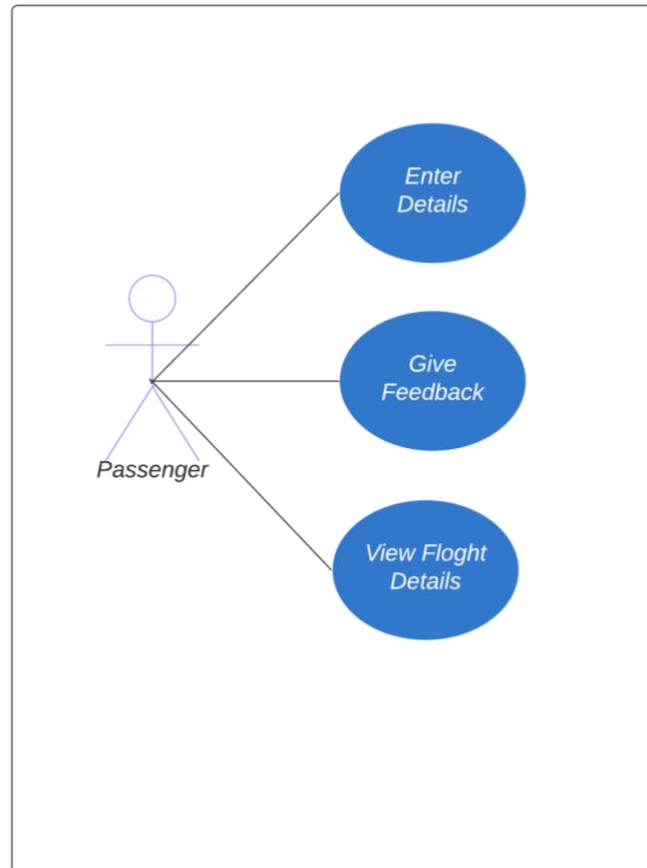 Enter
Details
Give
Feedback
Passenger
View Floght
Details